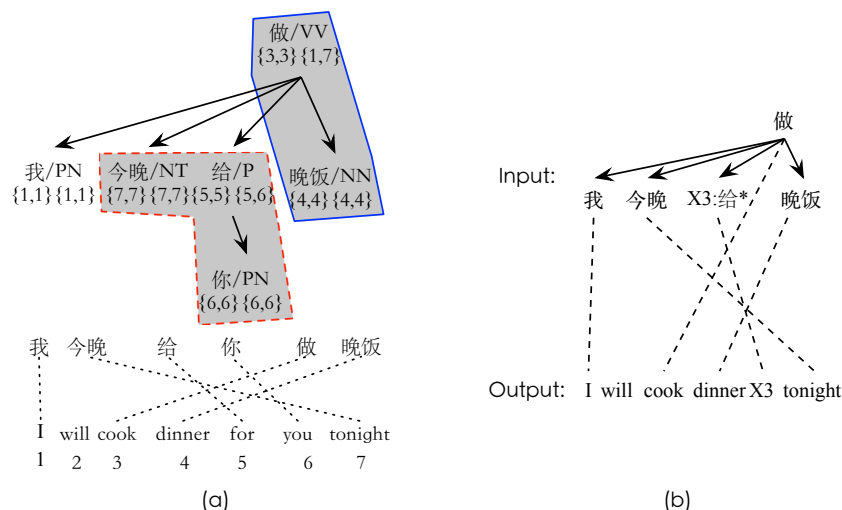 做/VV
{3,3}{1,7}
我/PN 今晚/NT 给/P 晚饭/NN
{1,1}{1,1} {7,7}{7,7} {5,5}{5,6} {4,4}{4,4}
你/PN
{6,6}{6,6}
我 今晚 给 你 做 晚饭
I will cook dinner for you tonight
1 2 3 4 5 6 7
(a)
做
Input:
我 今晚 X3:给* 晚饭
Output: I will cook dinner X3 tonight
(b)